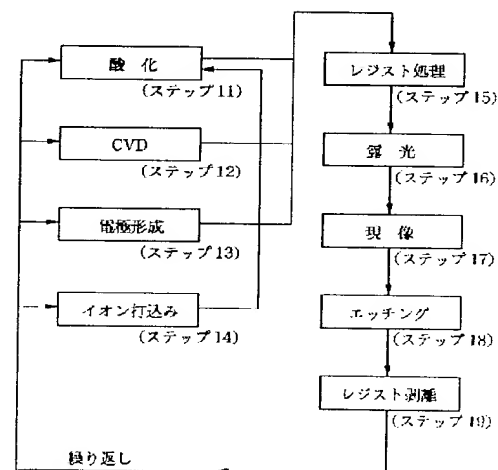 酸 化
(ステップ11)
CVD
(ステップ12)
電極形成
(ステップ13)
イオン打込み
(ステップ14)
レジスト処理
(ステップ15)
露 光
(ステップ16)
現 像
(ステップ17)
エッチング
(ステップ18)
レジスト剥離
(ステップ19)
繰り返し